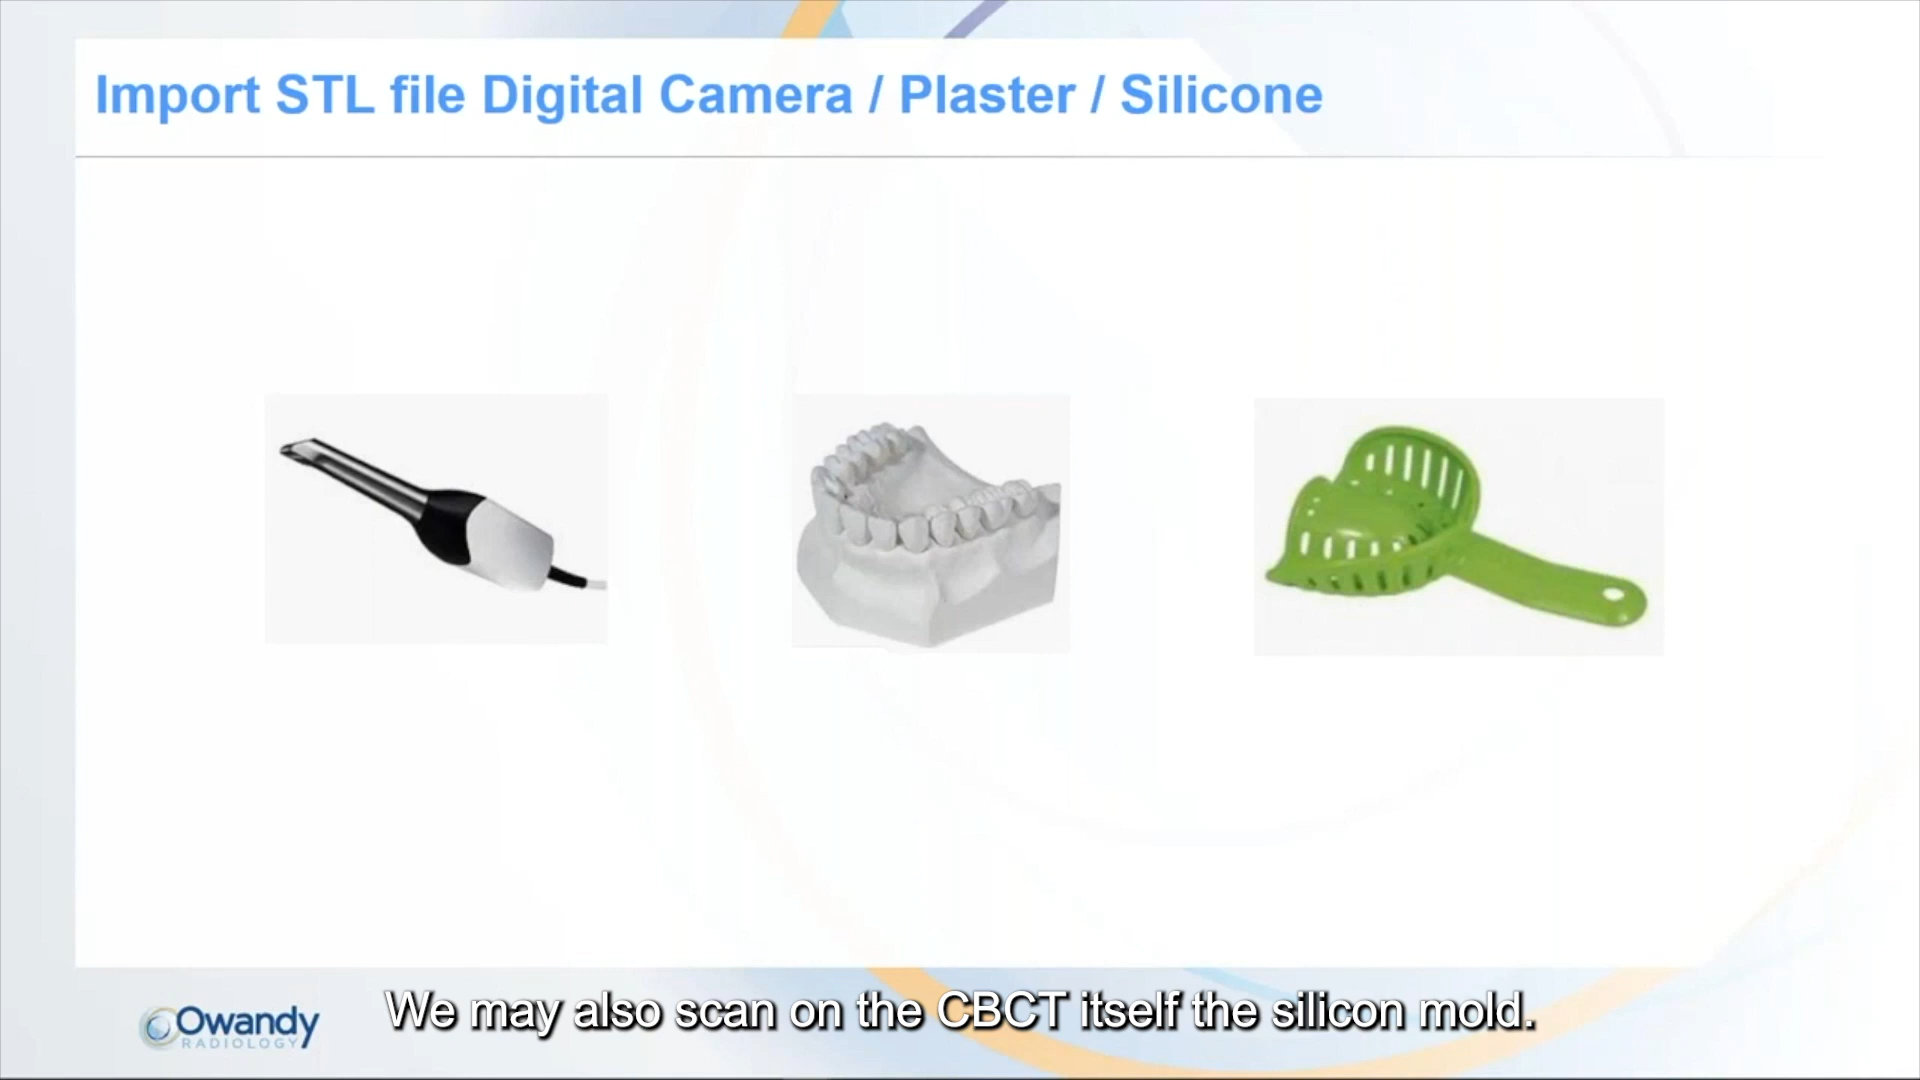 Import STL file Digital Camera / Plaster / Silicone
Owandy
RADIOLOGY
We may also scan on the CBCT itself the silicon mold.